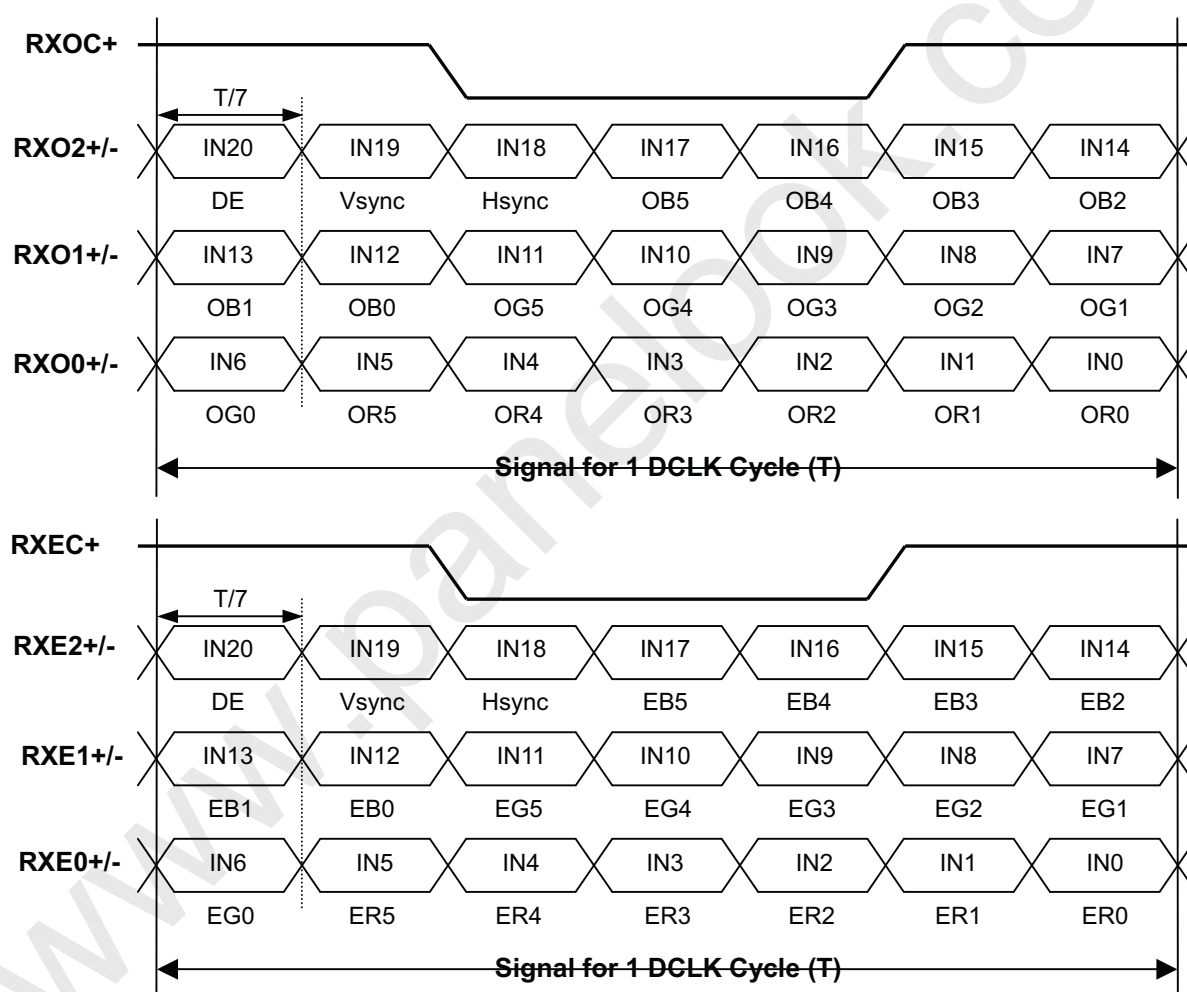 RXOC+
T/7
RXO2+/- IN20 IN19 IN18 IN17 IN16 IN15 IN14
DE Vsync Hsync OB5 OB4 OB3 OB2
RXO1+/- IN13 IN12 IN11 IN10 IN9 IN8 IN7
OB1 OB0 OG5 OG4 OG3 OG2 OG1
RXO0+/- IN6 IN5 IN4 IN3 IN2 IN1 IN0
OG0 OR5 OR4 OR3 OR2 OR1 OR0
Signal for 1 DCLK Cycle (T)
RXEC+
T/7
RXE2+/- IN20 IN19 IN18 IN17 IN16 IN15 IN14
DE Vsync Hsync EB5 EB4 EB3 EB2
RXE1+/- IN13 IN12 IN11 IN10 IN9 IN8 IN7
EB1 EB0 EG5 EG4 EG3 EG2 EG1
RXE0+/- IN6 IN5 IN4 IN3 IN2 IN1 IN0
EG0 ER5 ER4 ER3 ER2 ER1 ER0
Signal for 1 DCLK Cycle (T)
www.panelook.co